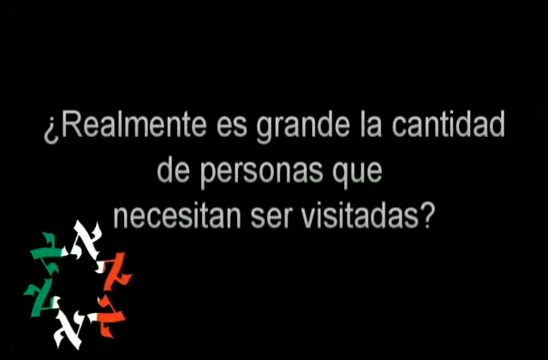 ¿Realmente es grande la cantidad
de personas que
necesitan ser visitadas?